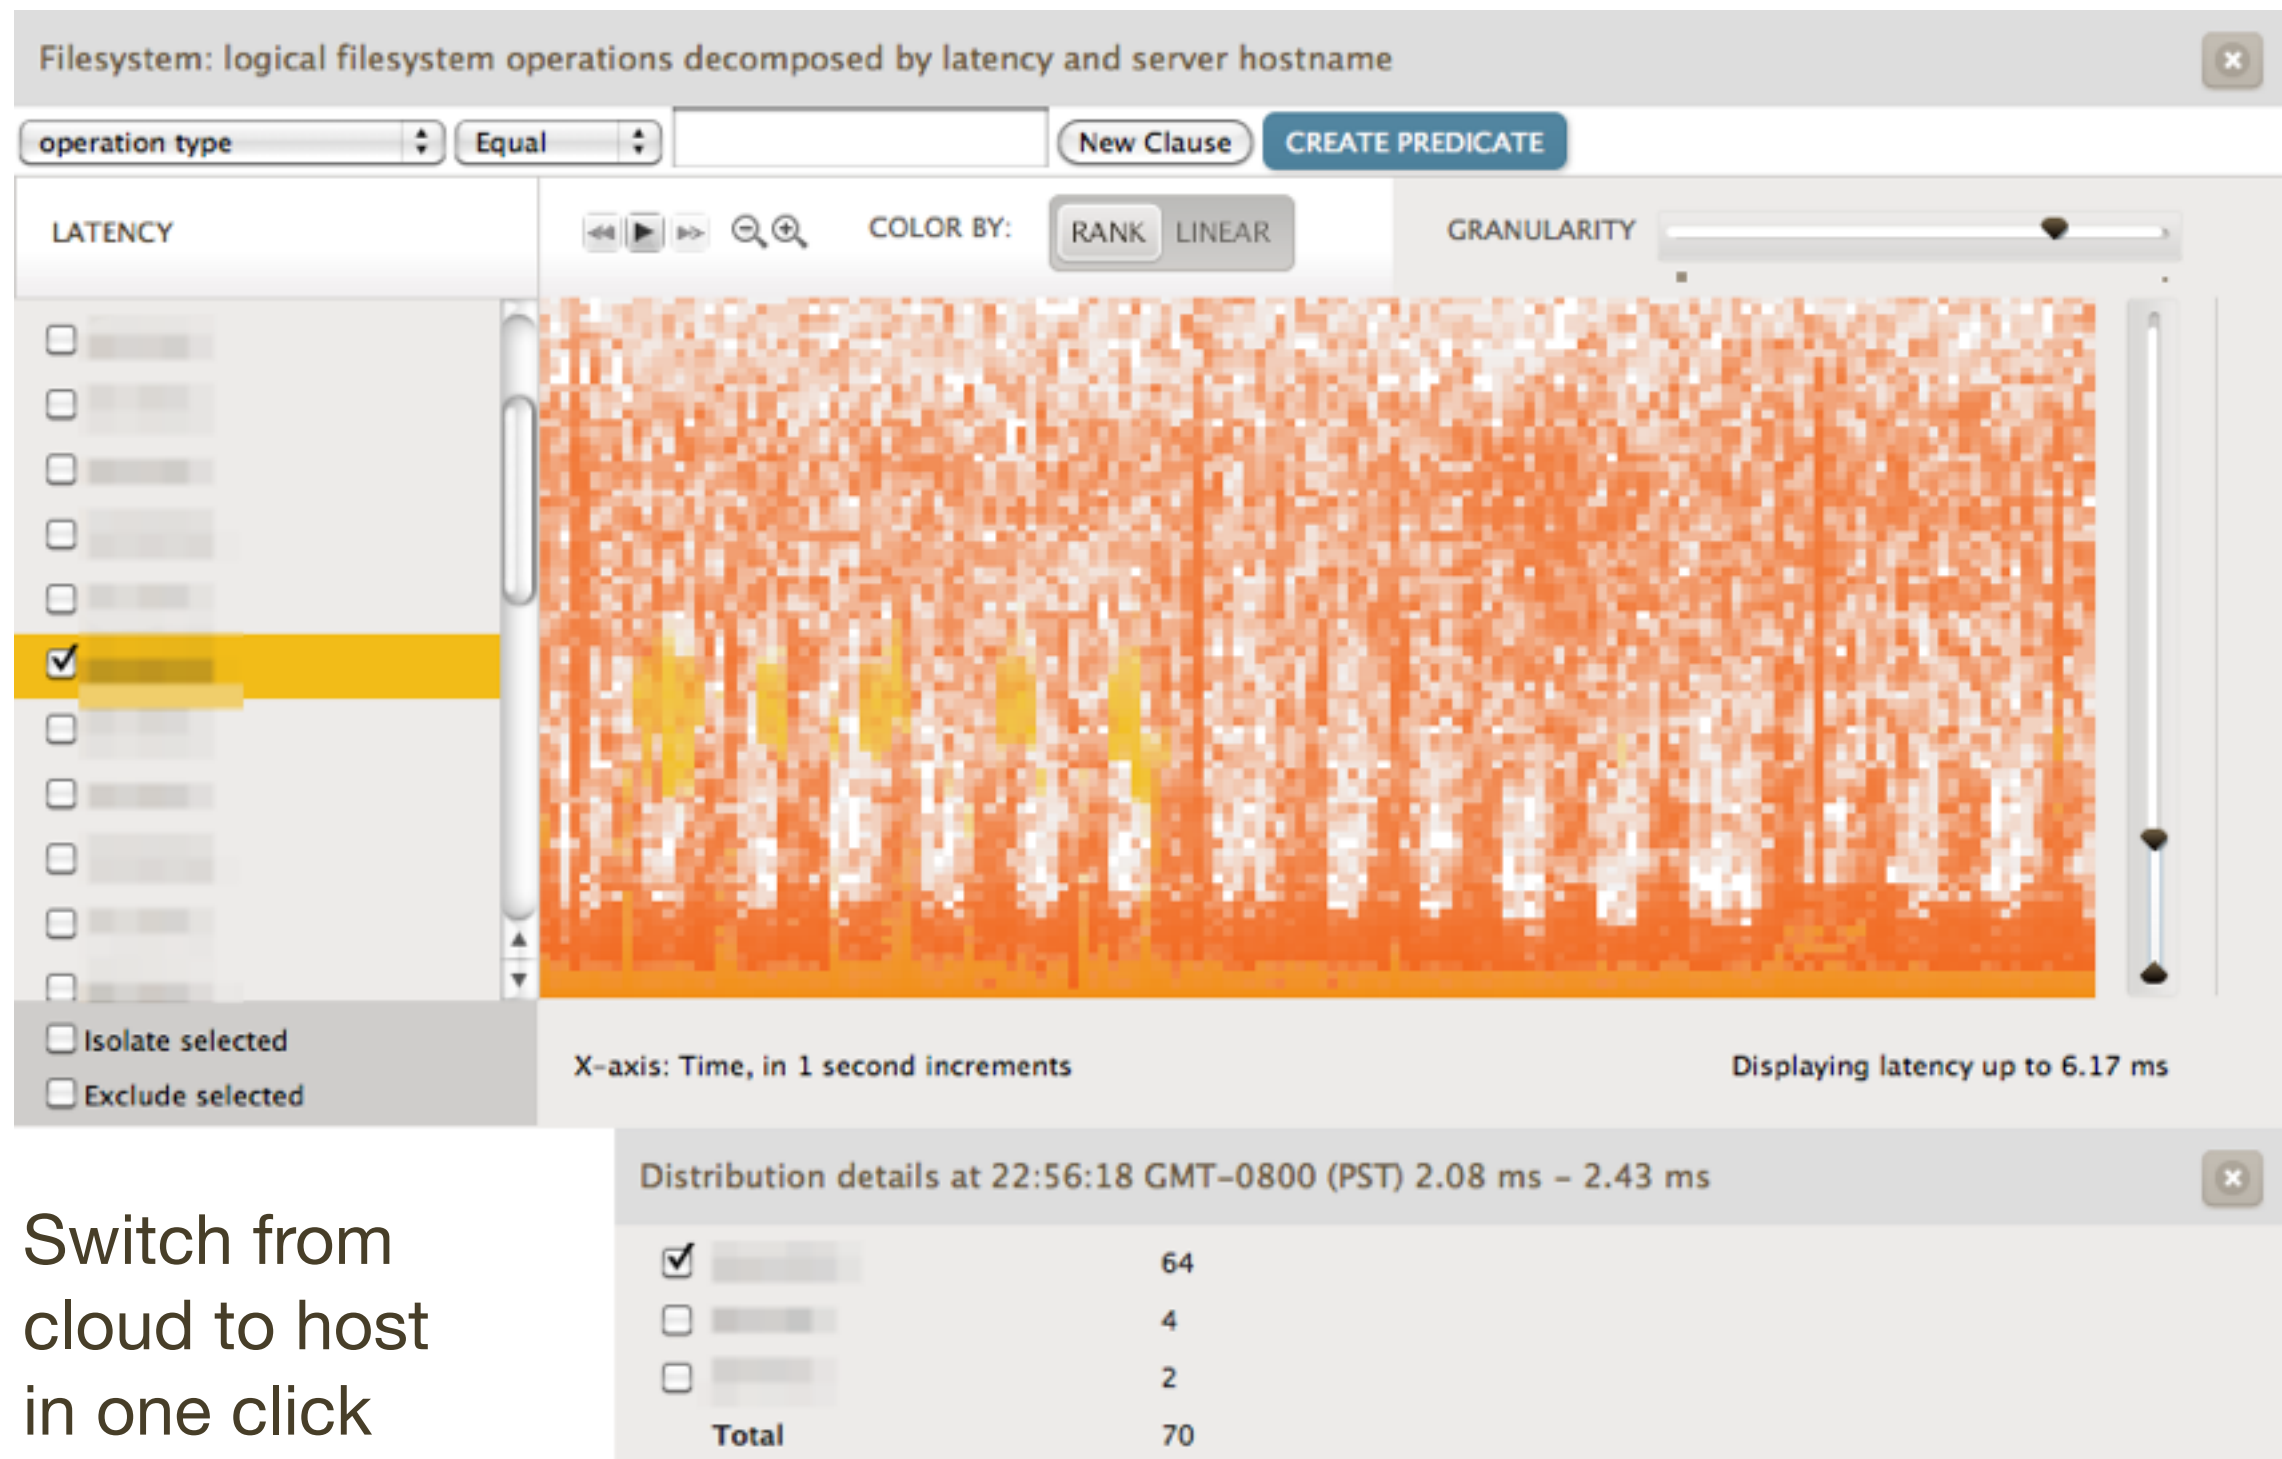 Filesystem: logical filesystem operations decomposed by latency and server hostname
operation type Equal New Clause CREATE PREDICATE
LATENCY COLOR BY: RANK LINEAR GRANULARITY
Isolate selected
Exclude selected
X-axis: Time, in 1 second increments Displaying latency up to 6.17 ms
Distribution details at 22:56:18 GMT-0800 (PST) 2.08 ms - 2.43 ms
64
4
2
Total 70
Switch from
cloud to host
in one click